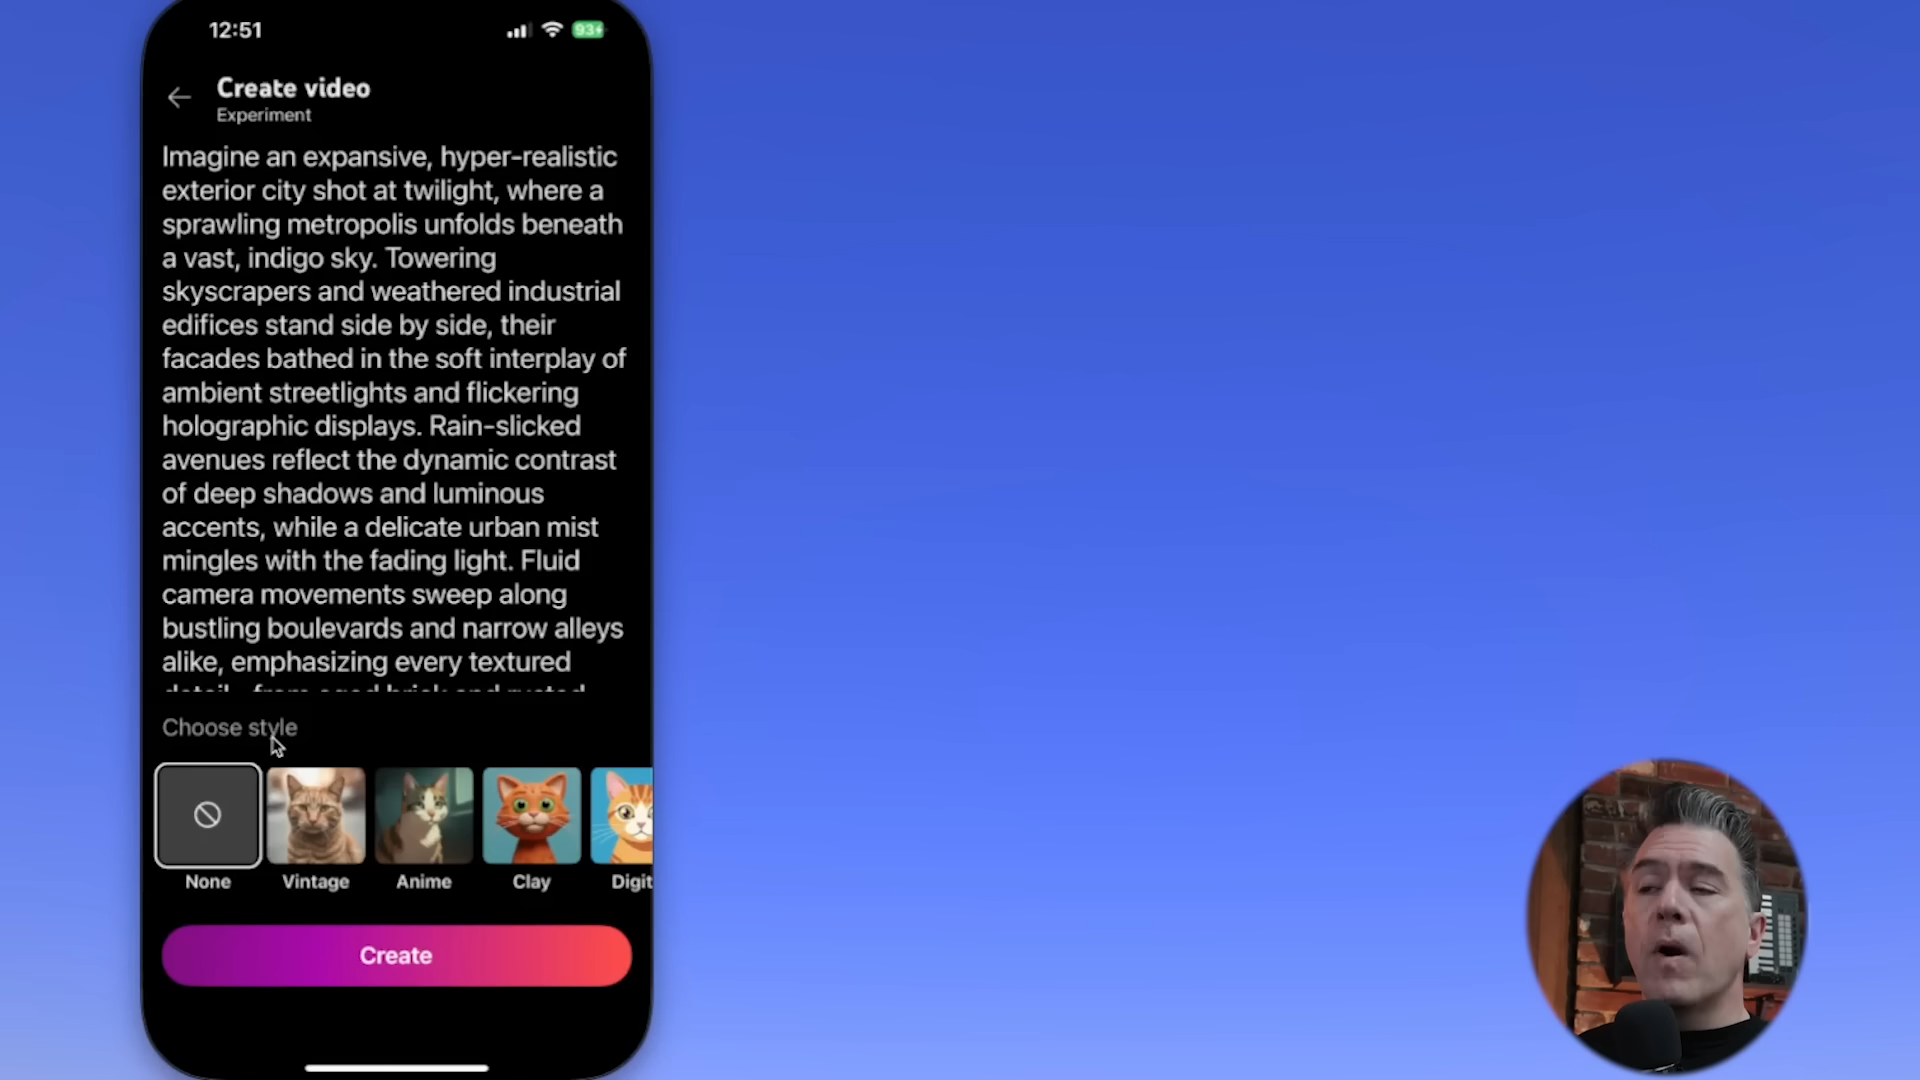 12:51
93
Create video
Experiment
Imagine an expansive, hyper-realistic
exterior city shot at twilight, where a
sprawling metropolis unfolds beneath
a vast, indigo sky. Towering
skyscrapers and weathered industrial
edifices stand side by side, their
facades bathed in the soft interplay of
ambient streetlights and flickering
holographic displays. Rain-slicked
avenues reflect the dynamic contrast
of deep shadows and luminous
accents, while a delicate urban mist
mingles with the fading light. Fluid
camera movements sweep along
bustling boulevards and narrow alleys
alike, emphasizing every textured
Choose style
None Vintage Anime Clay Digit
Create